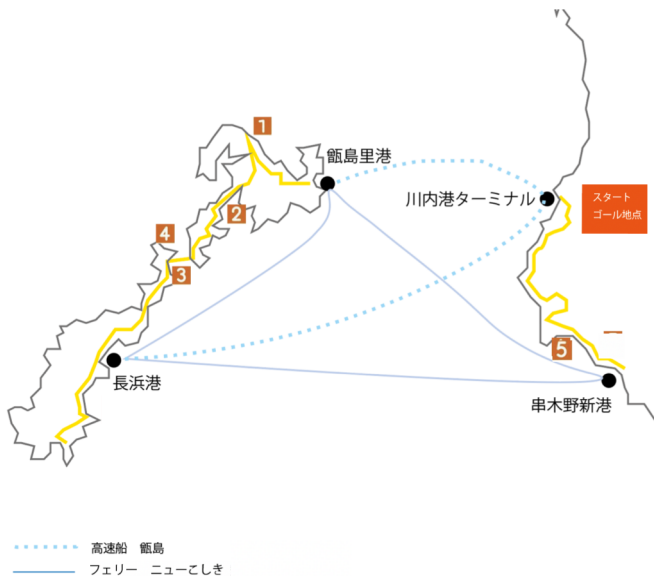 1
甑島里港
川内港ターミナル
スタート
ゴール地点
2
4
3
5
長浜港
串木野新港
高速船 甑島
フェリー ニューこしき